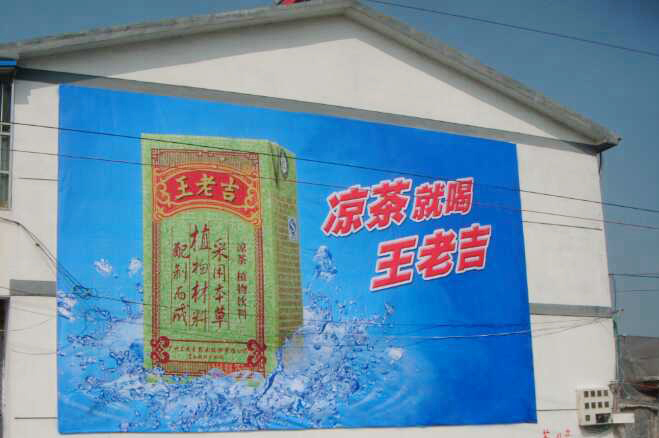 王老吉
凉茶 植物饮料
采用本草
植物材料
配制而成
凉茶就喝
王老吉